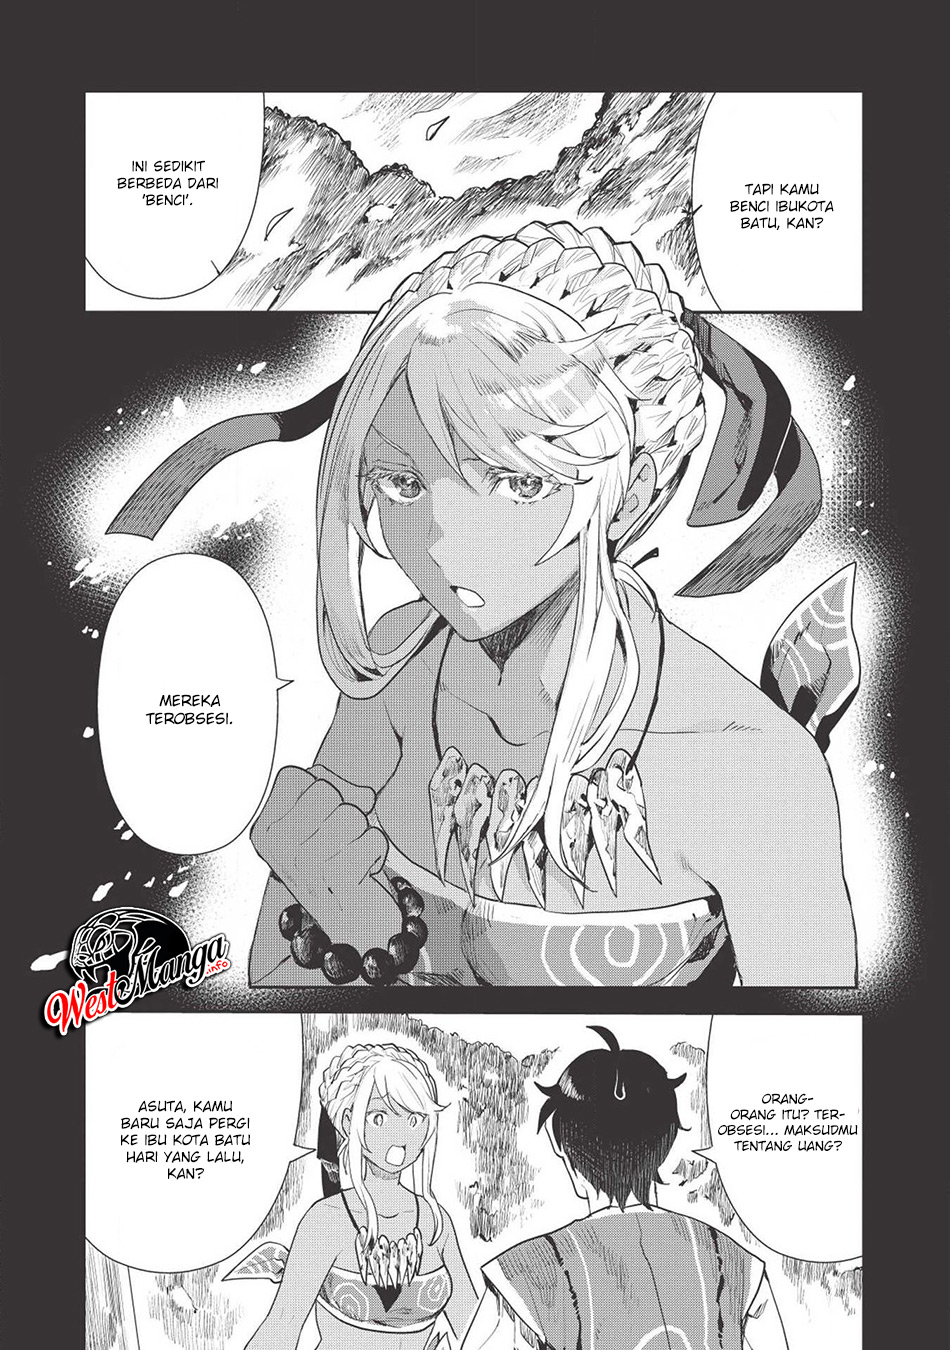 TAPI KAMU
BENCI IBUKOTA
BATU, KAN?
INI SEDIKIT
BERBEDA DARI
'BENCI'.
MEREKA
TEROBSESI.
WESTMANGA
.info
ORANG-
ORANG ITU? TER-
OBSESI... MAKSUDMU
TENTANG UANG?
ASUTA, KAMU
BARU SAJA PERGI
KE IBU KOTA BATU
HARI YANG LALU,
KAN?